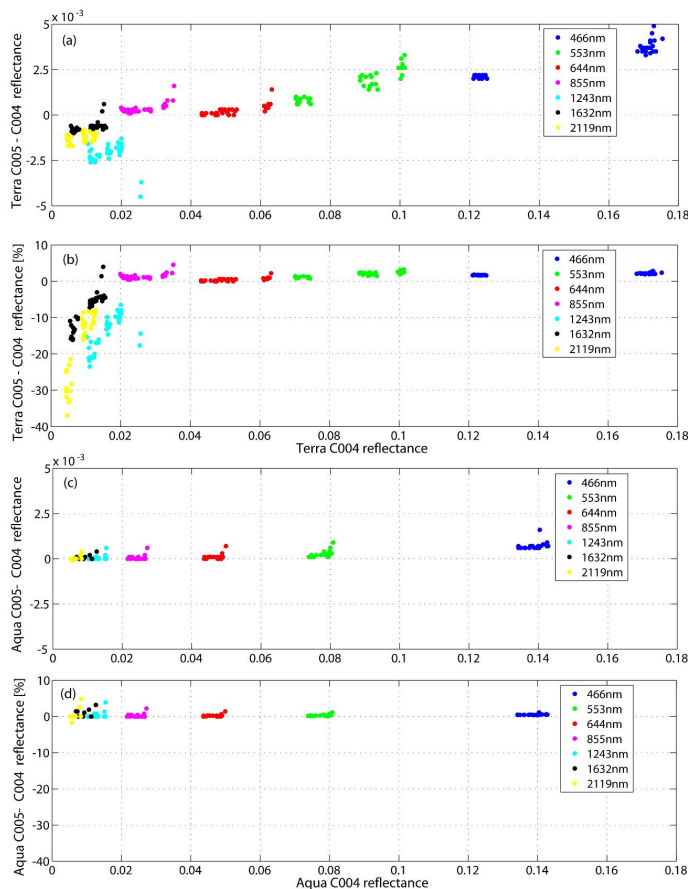 5 x 10⁻³
(a)
466nm
553nm
644nm
855nm
1243nm
1632nm
2119nm
Terra C005 - C004 reflectance
2.5
0
-2.5
-5
0 0.02 0.04 0.06 0.08 0.1 0.12 0.14 0.16 0.18
(b)
466nm
553nm
644nm
855nm
1243nm
1632nm
2119nm
Terra C005 - C004 reflectance [%]
10
0
-10
-20
-30
-40
0 0.02 0.04 0.06 0.08 0.1 0.12 0.14 0.16 0.18
Terra C004 reflectance
5 x 10⁻³
(c)
466nm
553nm
644nm
855nm
1243nm
1632nm
2119nm
Aqua C005- C004 reflectance
2.5
0
-2.5
-5
0 0.02 0.04 0.06 0.08 0.1 0.12 0.14 0.16 0.18
(d)
466nm
553nm
644nm
855nm
1243nm
1632nm
2119nm
Aqua C005- C004 reflectance [%]
10
0
-10
-20
-30
-40
0 0.02 0.04 0.06 0.08 0.1 0.12 0.14 0.16 0.18
Aqua C004 reflectance